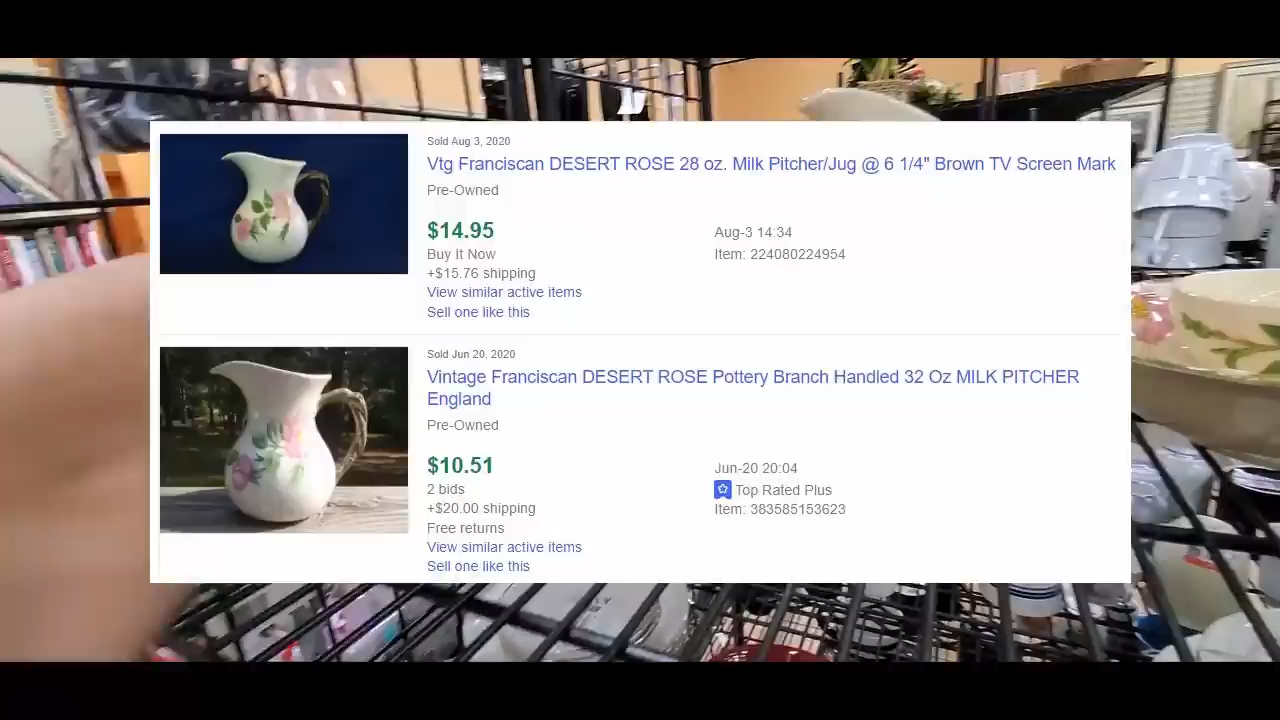 Sold Aug 3, 2020
Vtg Franciscan DESERT ROSE 28 oz. Milk Pitcher/Jug @ 6 1/4" Brown TV Screen Mark
Pre-Owned
$14.95
Aug-3 14:34
Buy It Now
Item: 224080224954
+$15.76 shipping
View similar active items
Sell one like this
Sold Jun 20, 2020
Vintage Franciscan DESERT ROSE Pottery Branch Handled 32 Oz MILK PITCHER
England
Pre-Owned
$10.51
Jun-20 20:04
2 bids
Top Rated Plus
+$20.00 shipping
Item: 383585153623
Free returns
View similar active items
Sell one like this